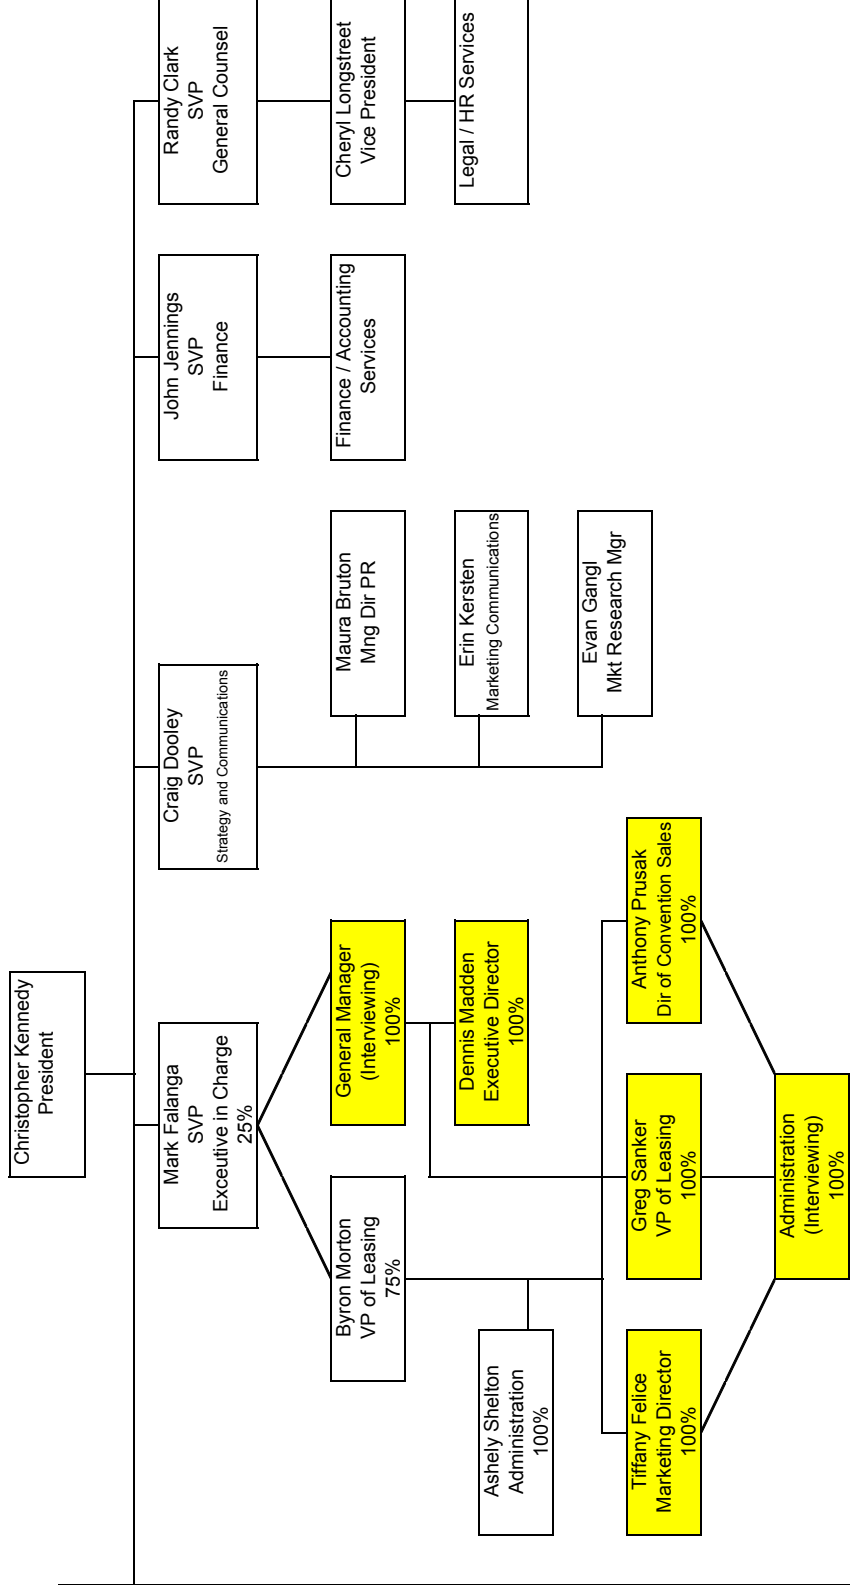 Christopher Kennedy
President
Mark Falanga
SVP
Excecutive in Charge
25%
Craig Dooley
SVP
Strategy and Communications
John Jennings
SVP
Finance
Randy Clark
SVP
General Counsel
Byron Morton
VP of Leasing
75%
General Manager
(Interviewing)
100%
Maura Bruton
Mng Dir PR
Finance / Accounting
Services
Cheryl Longstreet
Vice President
Dennis Madden
Executive Director
100%
Erin Kersten
Marketing Communications
Legal / HR Services
Ashely Shelton
Administration
100%
Evan Gangl
Mkt Research Mgr
Tiffany Felice
Marketing Director
100%
Greg Sanker
VP of Leasing
100%
Anthony Prusak
Dir of Convention Sales
100%
Administration
(Interviewing)
100%